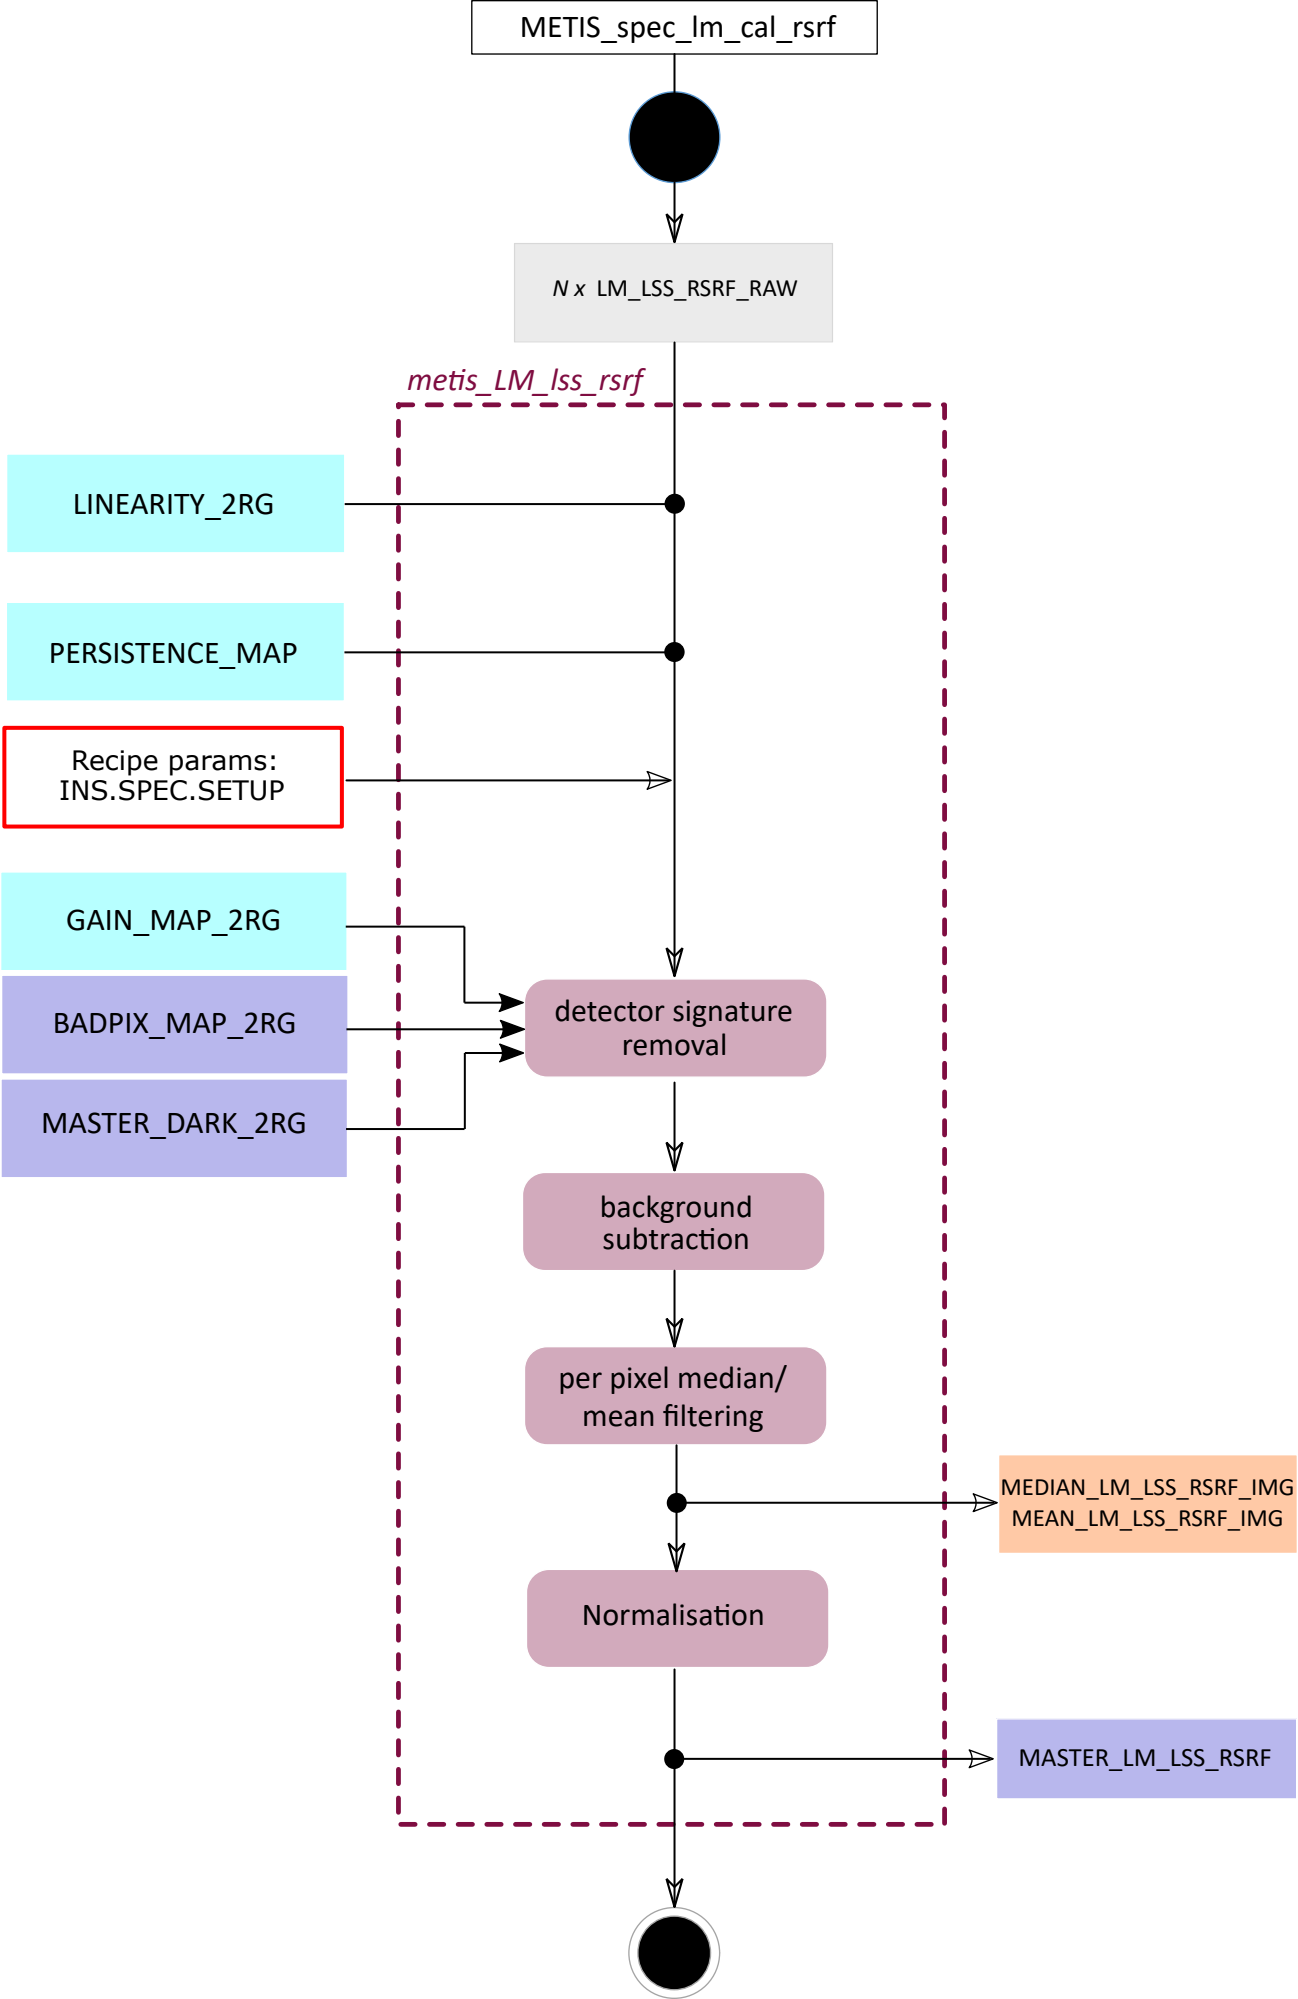 METIS_spec_lm_cal_rsrf
N x LM_LSS_RSRF_RAW
metis_LM_lss_rsrf
LINEARITY_2RG
PERSISTENCE_MAP
Recipe params:
INS.SPEC.SETUP
GAIN_MAP_2RG
BADPIX_MAP_2RG
MASTER_DARK_2RG
detector signature
removal
background
subtraction
per pixel median/
mean filtering
MEDIAN_LM_LSS_RSRF_IMG
MEAN_LM_LSS_RSRF_IMG
Normalisation
MASTER_LM_LSS_RSRF